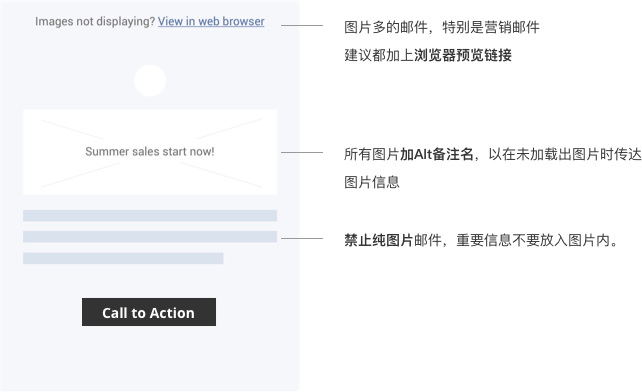 Images not displaying? View in web browser
图片多的邮件，特别是营销邮件
建议都加上浏览器预览链接
Summer sales start now!
所有图片加Alt备注名，以在未加载出图片时传达
图片信息
禁止纯图片邮件，重要信息不要放入图片内。
Call to Action